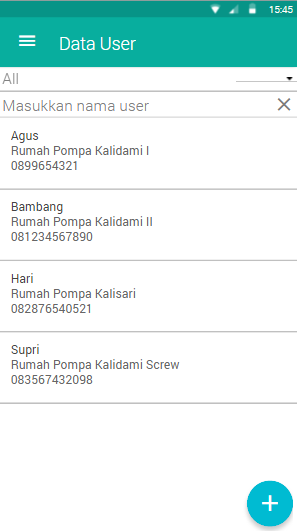 15:45
Data User
All
Masukkan nama user
Agus
Rumah Pompa Kalidami I
0899654321
Bambang
Rumah Pompa Kalidami II
081234567890
Hari
Rumah Pompa Kalisari
082876540521
Supri
Rumah Pompa Kalidami Screw
083567432098